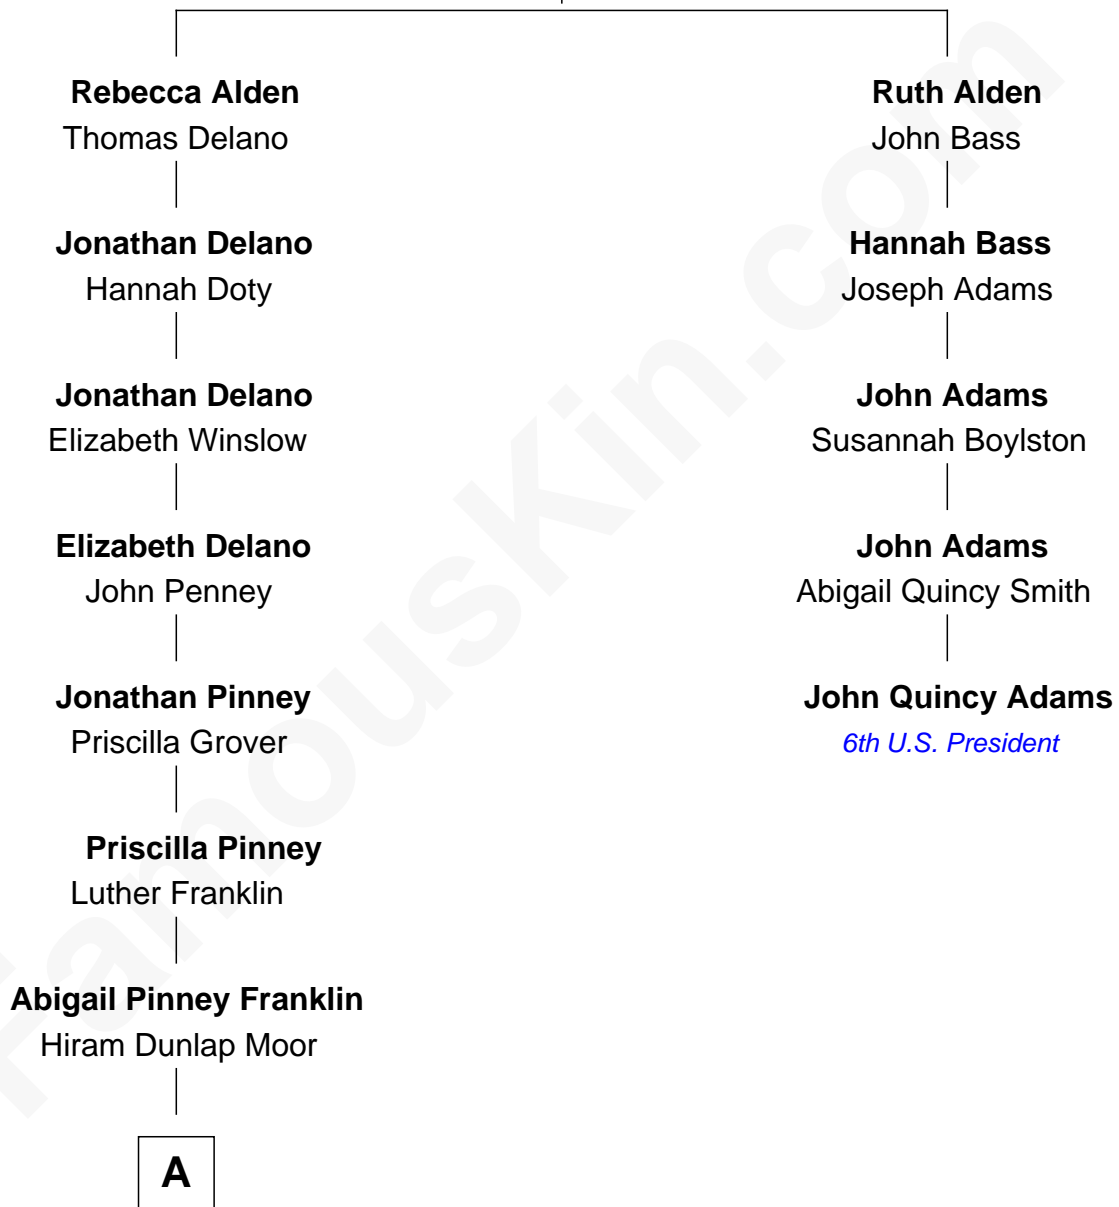 Rebecca Alden
Thomas Delano
Ruth Alden
John Bass
Jonathan Delano
Hannah Doty
Hannah Bass
Joseph Adams
Jonathan Delano
Elizabeth Winslow
John Adams
Susannah Boylston
Elizabeth Delano
John Penney
John Adams
Abigail Quincy Smith
Jonathan Pinney
Priscilla Grover
John Quincy Adams
6th U.S. President
Priscilla Pinney
Luther Franklin
Abigail Pinney Franklin
Hiram Dunlap Moor
A
FamousKin.com